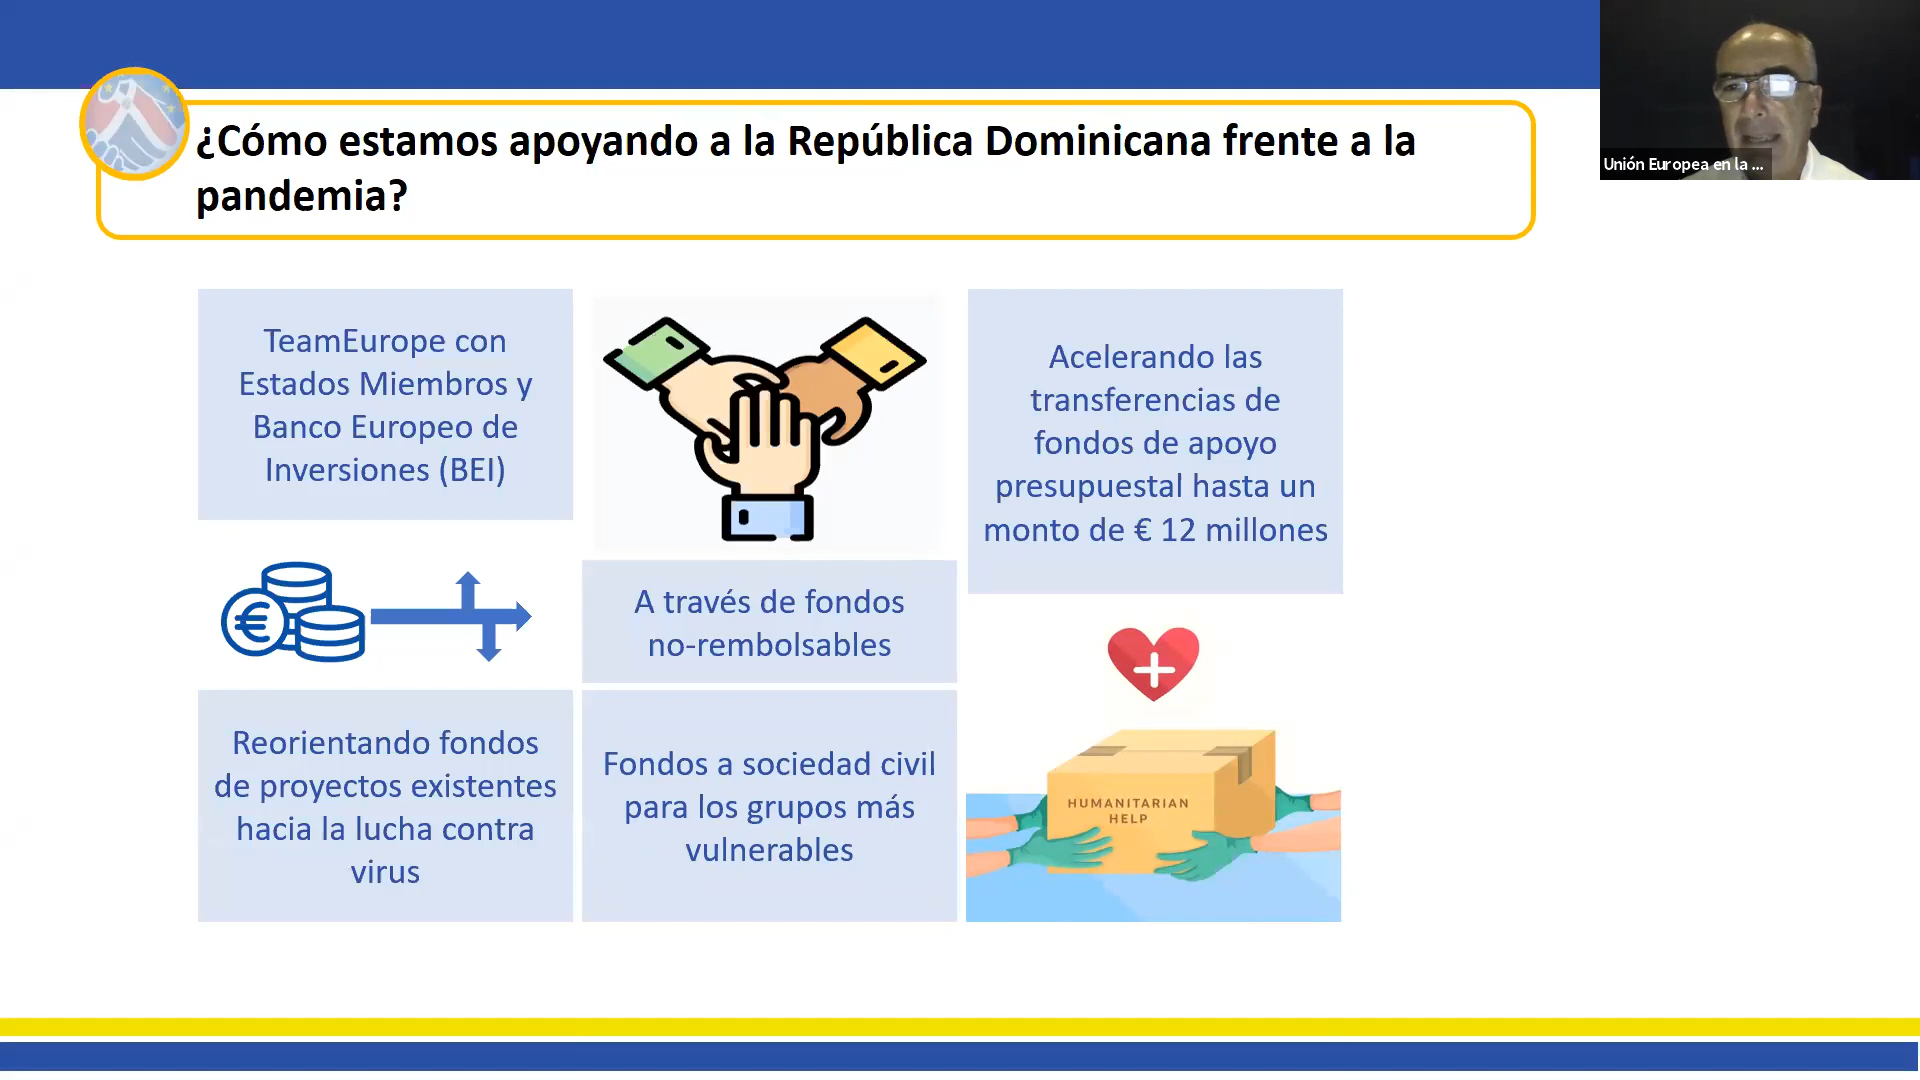 ¿Cómo estamos apoyando a la República Dominicana frente a la
pandemia?
Unión Europea en la ...
TeamEurope con
Estados Miembros y
Banco Europeo de
Inversiones (BEI)
A través de fondos
no-rembolsables
Acelerando las
transferencias de
fondos de apoyo
presupuestal hasta un
monto de € 12 millones
Reorientando fondos
de proyectos existentes
hacia la lucha contra
virus
Fondos a sociedad civil
para los grupos más
vulnerables
HUMANITARIAN
HELP